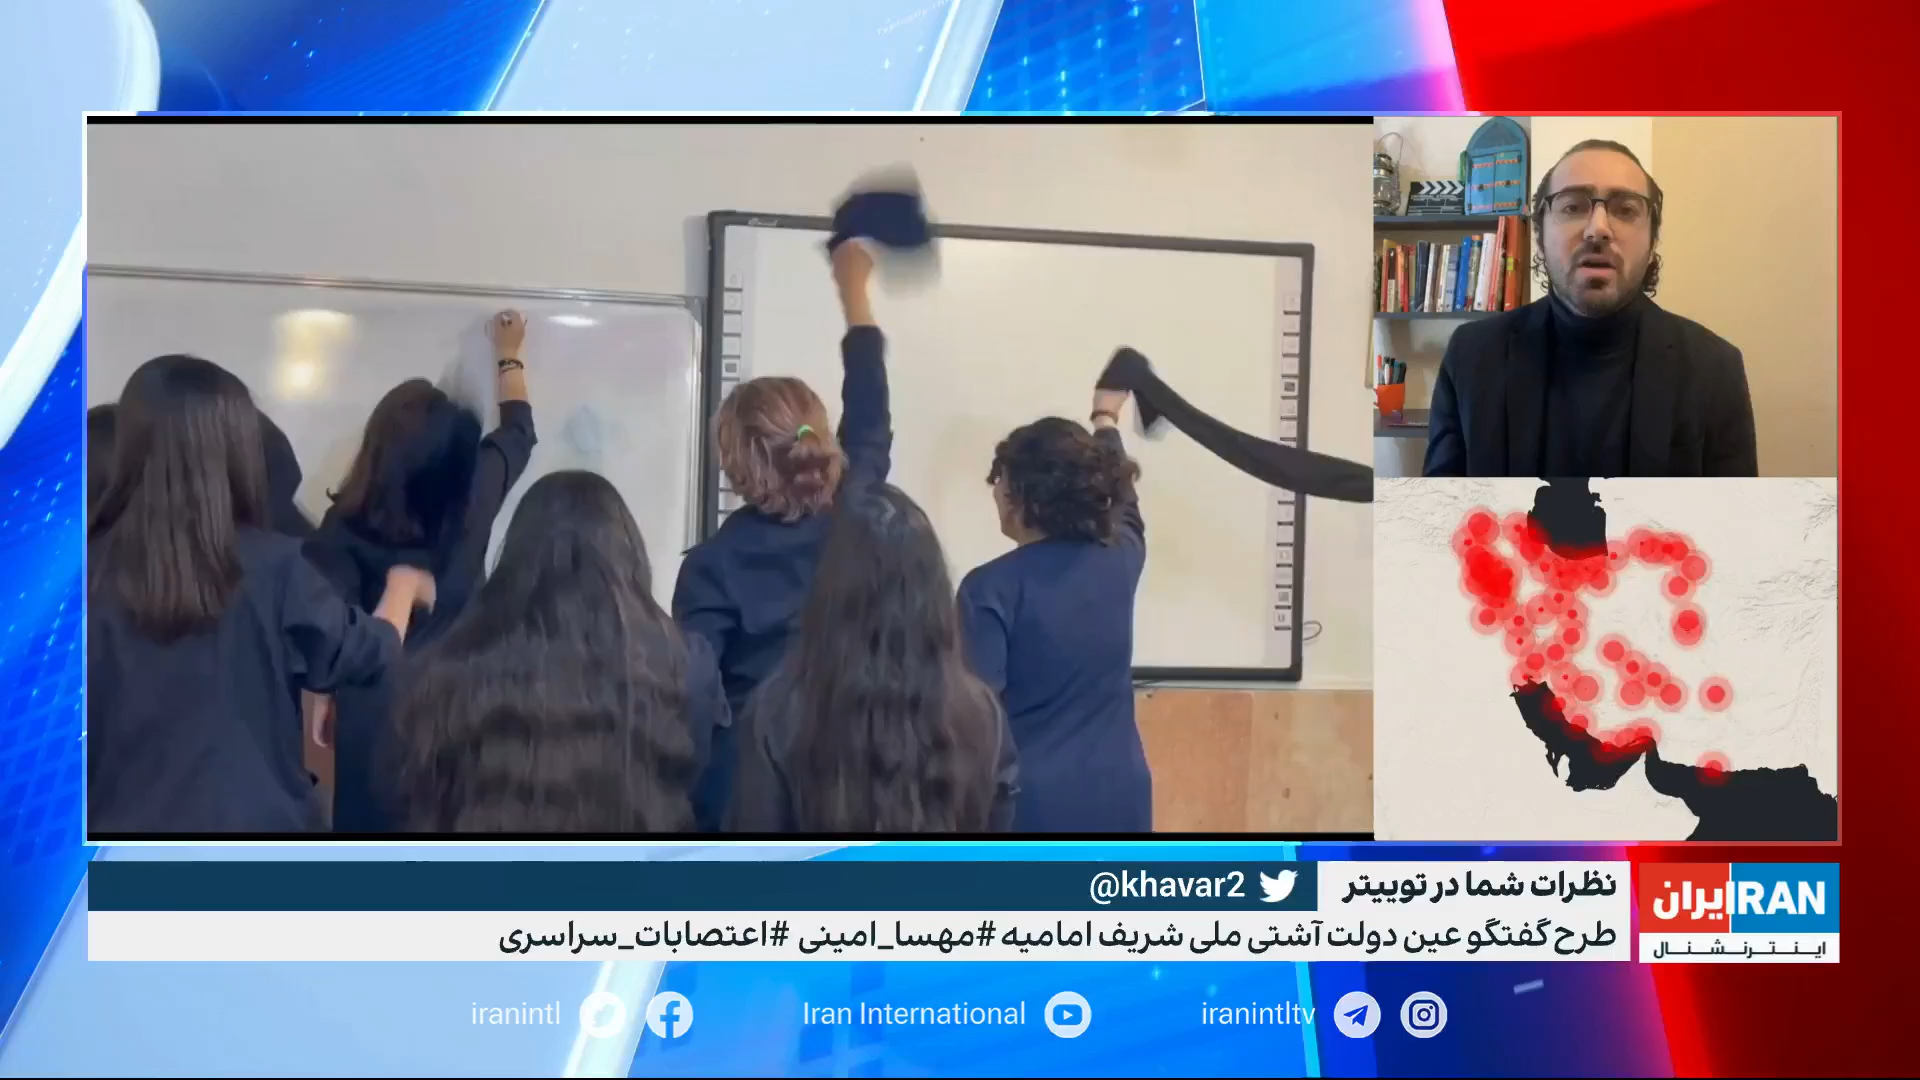 نظرات شما در توییتر
@khavar2
طرح گفتگو عین دولت آشتی ملی شریف امامیه #مهسا_امینی #اعتصابات_سراسری
ایران IRAN
اینترنشنال
iranintl
Iran International
iranintltv